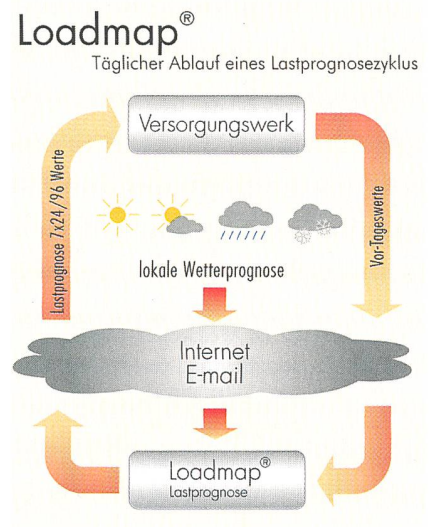 Loadmap®
Täglicher Ablauf eines Lastprognosezyklus
Versorgungswerk
Lastprognose 7x24/96 Werte
Vor-Tageswerte
lokale Wetterprognose
Internet
E-mail
Loadmap®
Lastprognose